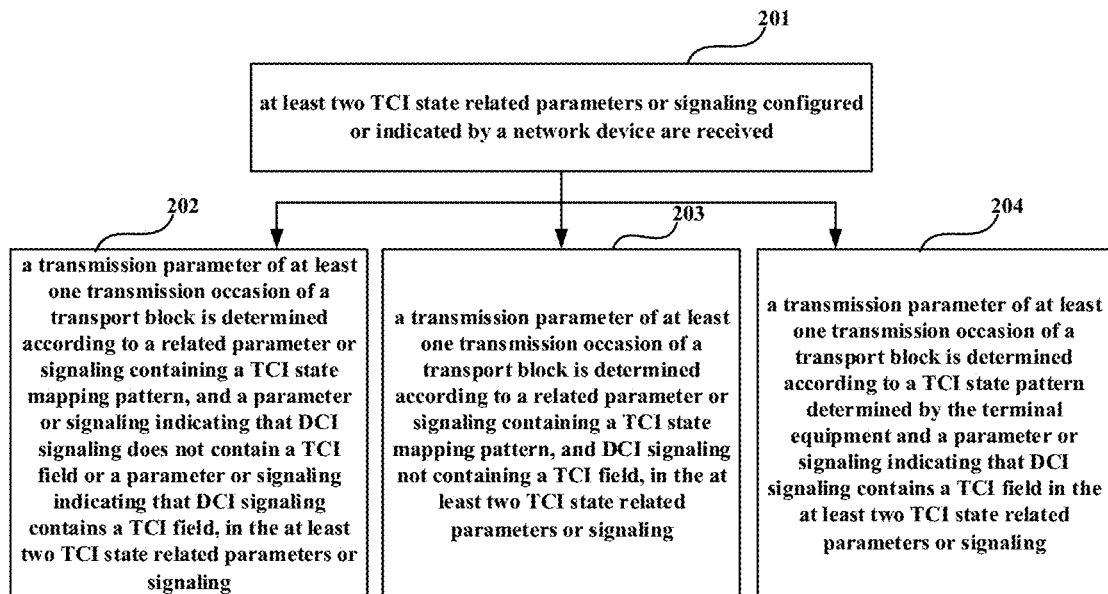 201
at least two TCI state related parameters or signaling configured
or indicated by a network device are received
202
a transmission parameter of at least
one transmission occasion of a
transport block is determined
according to a related parameter or
signaling containing a TCI state
mapping pattern, and a parameter
or signaling indicating that DCI
signaling does not contain a TCI
field or a parameter or signaling
indicating that DCI signaling
contains a TCI field, in the at least
two TCI state related parameters or
signaling
203
a transmission parameter of at least
one transmission occasion of a
transport block is determined
according to a related parameter or
signaling containing a TCI state
mapping pattern, and DCI signaling
not containing a TCI field, in the at
least two TCI state related
parameters or signaling
204
a transmission parameter of at least
one transmission occasion of a
transport block is determined
according to a TCI state pattern
determined by the terminal
equipment and a parameter or
signaling indicating that DCI
signaling contains a TCI field in the
at least two TCI state related
parameters or signaling